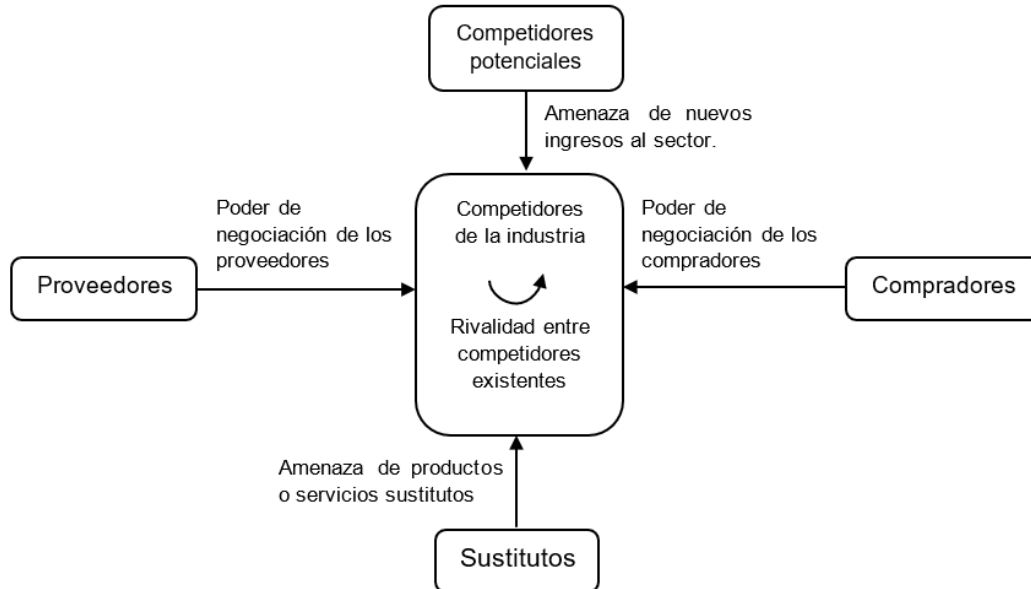 Competidores
potenciales
Amenaza de nuevos
ingresos al sector.
Poder de
negociación de los
proveedores
Competidores
de la industria
Poder de
negociación de los
compradores
Proveedores
Compradores
Rivalidad entre
competidores
existentes
Amenaza de productos
o servicios sustitutos
Sustitutos